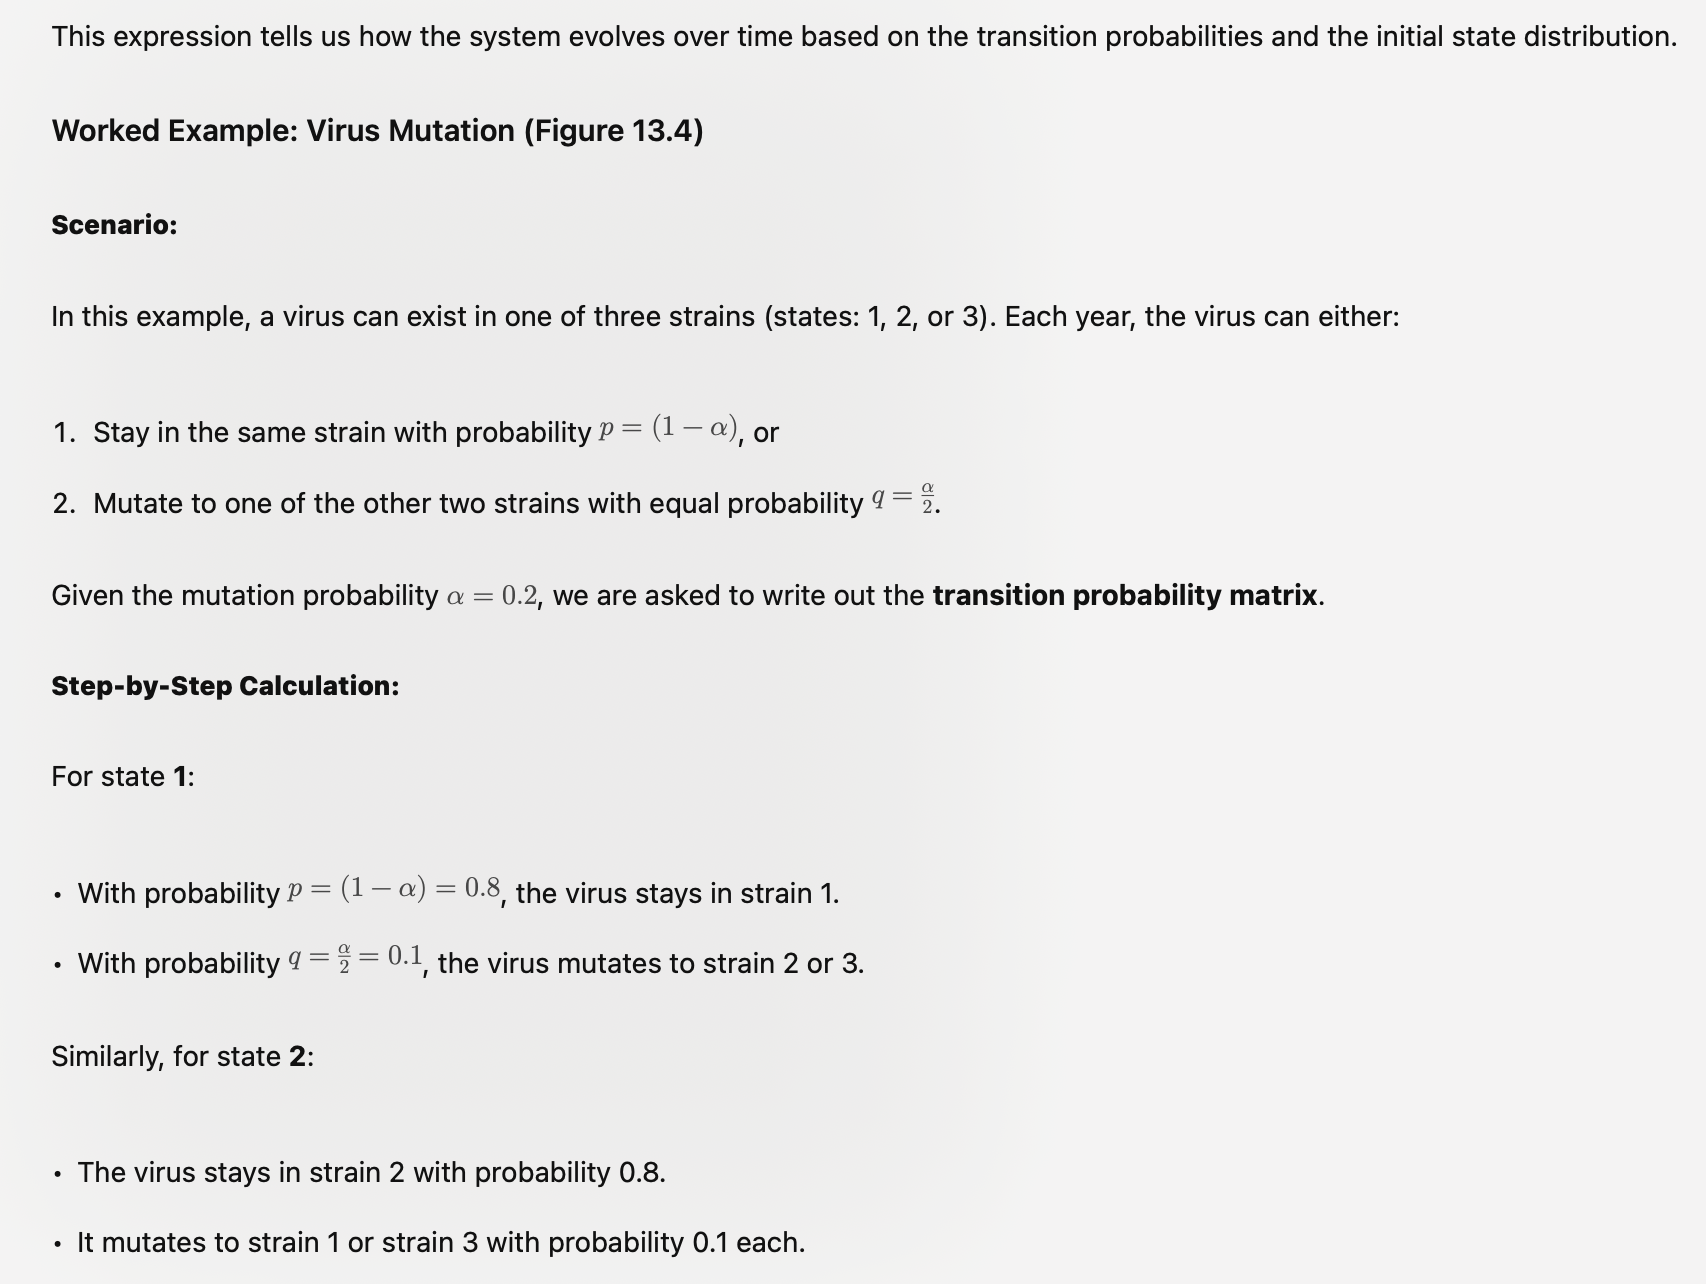 This expression tells us how the system evolves over time based on the transition probabilities and the initial state distribution.
Worked Example: Virus Mutation (Figure 13.4)
Scenario:
In this example, a virus can exist in one of three strains (states: 1, 2, or 3). Each year, the virus can either:
1. Stay in the same strain with probability p = (1 − α), or
2. Mutate to one of the other two strains with equal probability q = α/2.
Given the mutation probability α = 0.2, we are asked to write out the transition probability matrix.
Step-by-Step Calculation:
For state 1:
• With probability p = (1 − α) = 0.8, the virus stays in strain 1.
• With probability q = α/2 = 0.1, the virus mutates to strain 2 or 3.
Similarly, for state 2:
• The virus stays in strain 2 with probability 0.8.
• It mutates to strain 1 or strain 3 with probability 0.1 each.